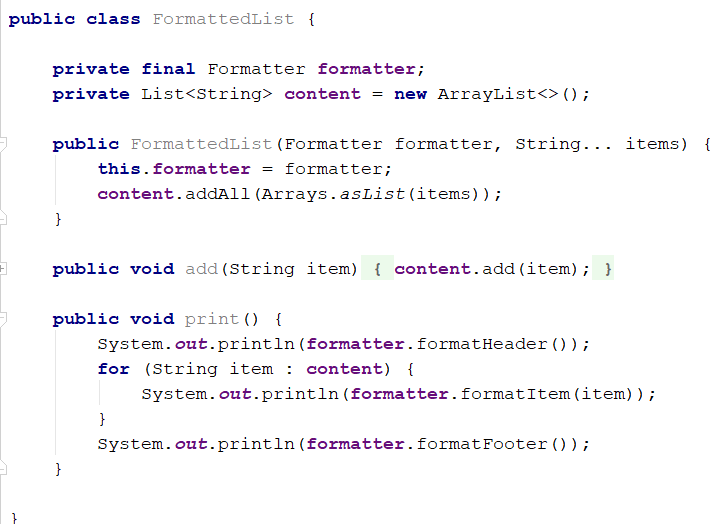 public class FormattedList {
private final Formatter formatter;
private List<String> content = new ArrayList<>();
public FormattedList(Formatter formatter, String... items) {
this.formatter = formatter;
content.addAll(Arrays.asList(items));
}
public void add(String item) { content.add(item); }
public void print() {
System.out.println(formatter.formatHeader());
for (String item : content) {
System.out.println(formatter.formatItem(item));
}
System.out.println(formatter.formatFooter());
}
}